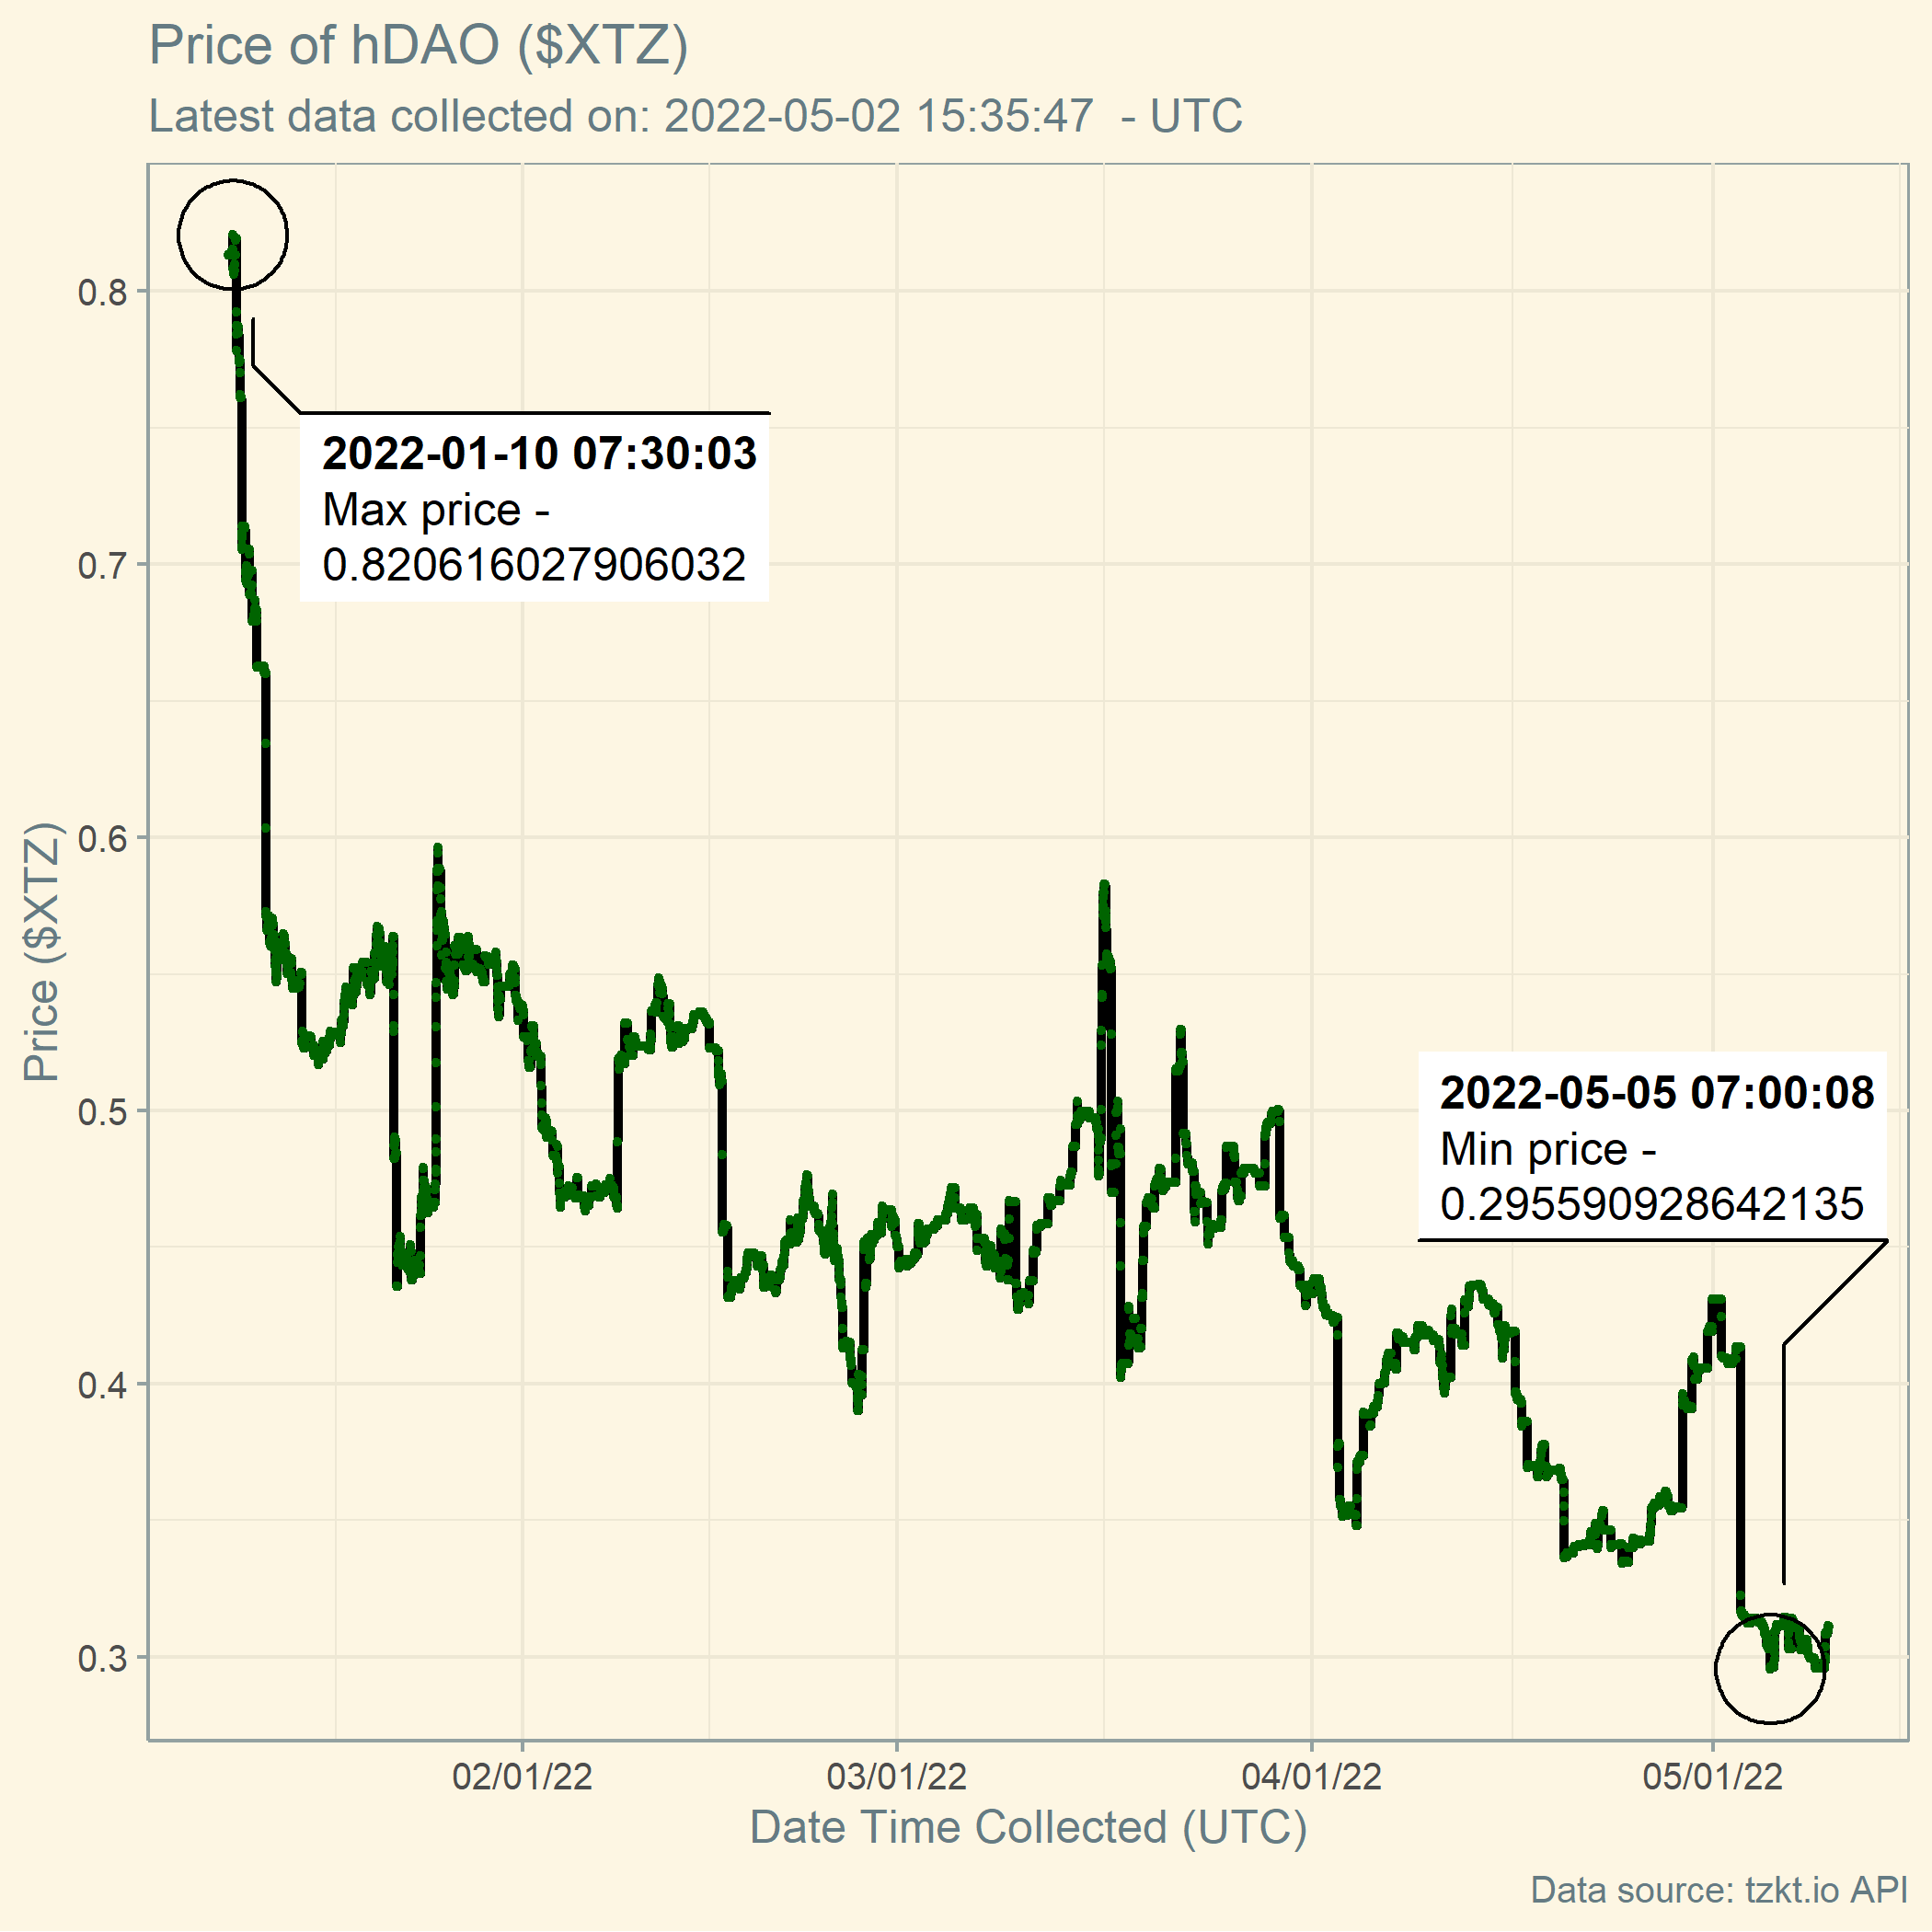 Price of hDAO ($XTZ)
Latest data collected on: 2022-05-02 15:35:47  - UTC
2022-01-10 07:30:03
Max price -
0.820616027906032
2022-05-05 07:00:08
Min price -
0.295590928642135
Price ($XTZ)
0.8
0.7
0.6
0.5
0.4
0.3
02/01/22
03/01/22
04/01/22
05/01/22
Date Time Collected (UTC)
Data source: tzkt.io API